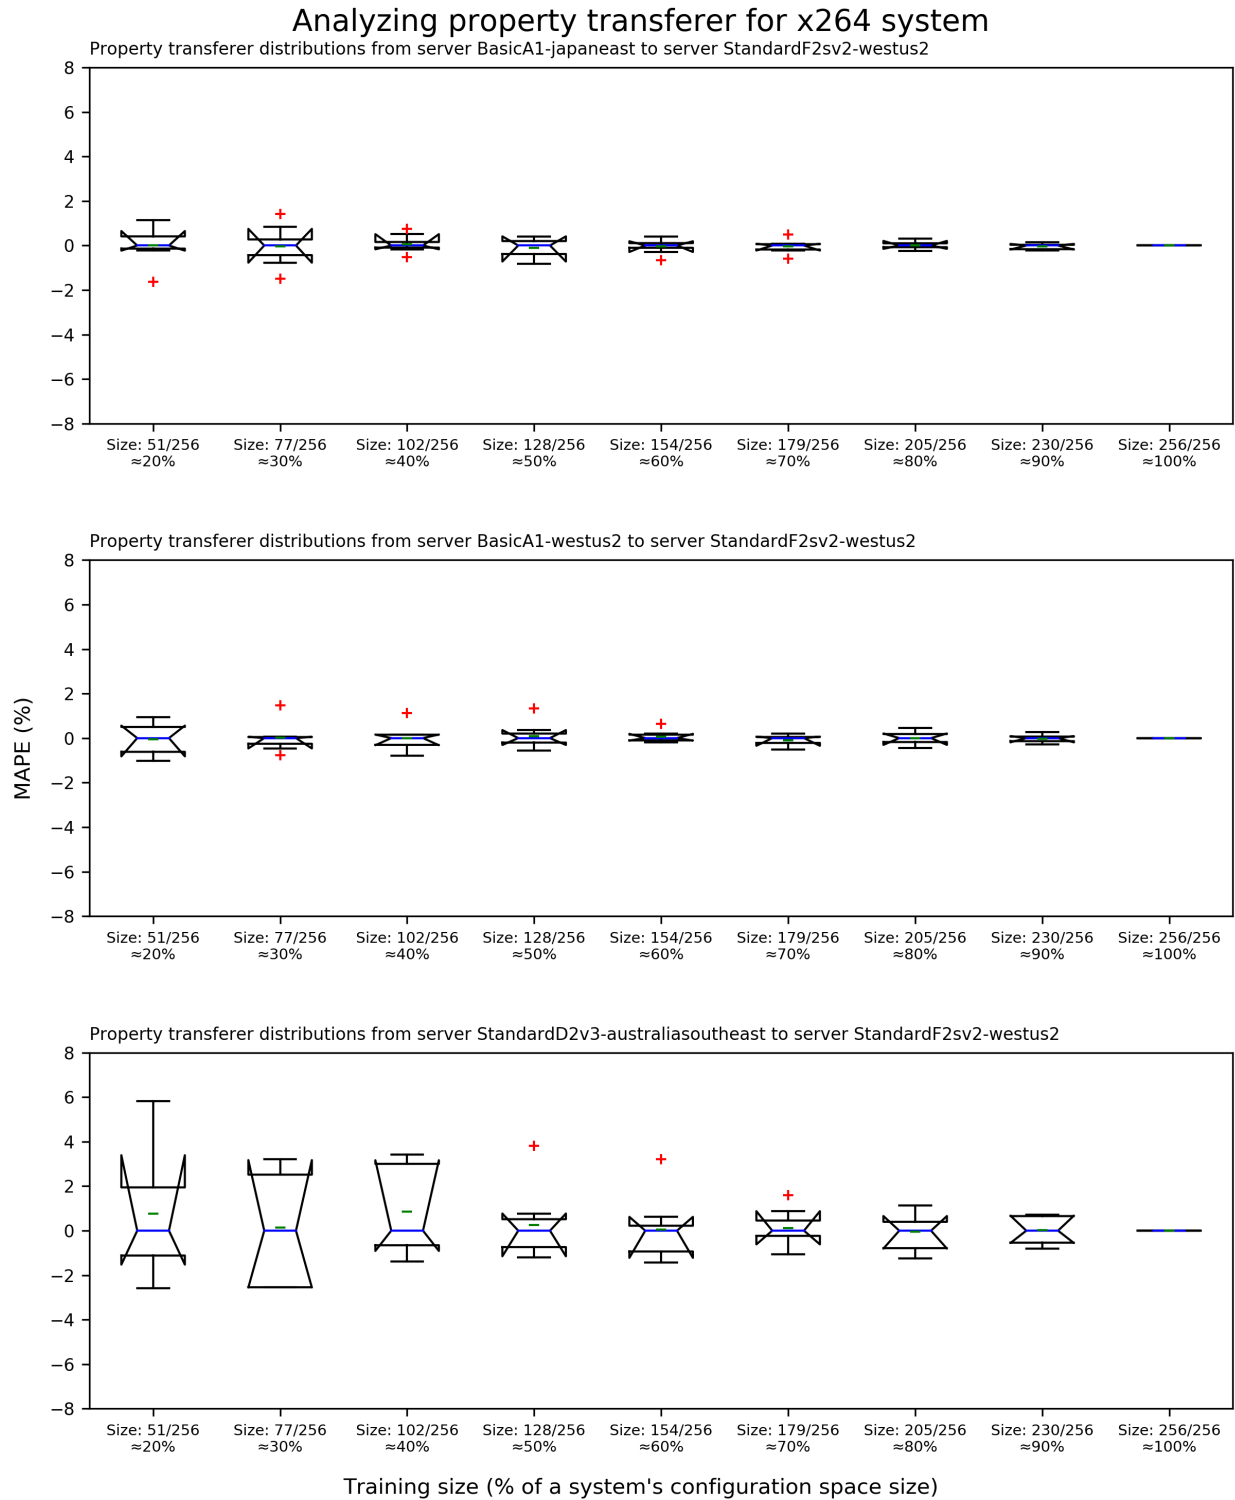 Analyzing property transferer for x264 system
Property transferer distributions from server BasicA1-japaneast to server StandardF2sv2-westus2
8
6
4
2
0
−2
−4
−6
−8
Size: 51/256 Size: 77/256 Size: 102/256 Size: 128/256 Size: 154/256 Size: 179/256 Size: 205/256 Size: 230/256 Size: 256/256
≈20% ≈30% ≈40% ≈50% ≈60% ≈70% ≈80% ≈90% ≈100%
Property transferer distributions from server BasicA1-westus2 to server StandardF2sv2-westus2
MAPE (%)
8
6
4
2
0
−2
−4
−6
−8
Size: 51/256 Size: 77/256 Size: 102/256 Size: 128/256 Size: 154/256 Size: 179/256 Size: 205/256 Size: 230/256 Size: 256/256
≈20% ≈30% ≈40% ≈50% ≈60% ≈70% ≈80% ≈90% ≈100%
Property transferer distributions from server StandardD2v3-australiasoutheast to server StandardF2sv2-westus2
8
6
4
2
0
−2
−4
−6
−8
Size: 51/256 Size: 77/256 Size: 102/256 Size: 128/256 Size: 154/256 Size: 179/256 Size: 205/256 Size: 230/256 Size: 256/256
≈20% ≈30% ≈40% ≈50% ≈60% ≈70% ≈80% ≈90% ≈100%
Training size (% of a system's configuration space size)